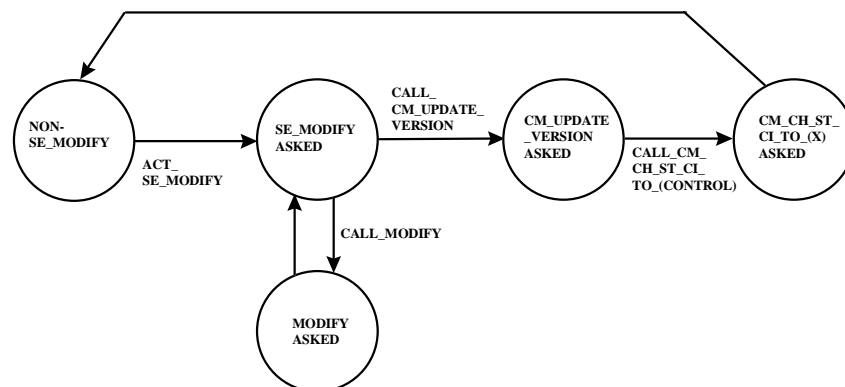 NON-
SE_MODIFY
ACT_
SE_MODIFY
SE_MODIFY
ASKED
CALL_
CM_UPDATE_
VERSION
CM_UPDATE
_VERSION
ASKED
CALL_CM_
CH_ST_CI_
TO_(CONTROL)
CM_CH_ST_
CI_TO_(X)
ASKED
CALL_MODIFY
MODIFY
ASKED